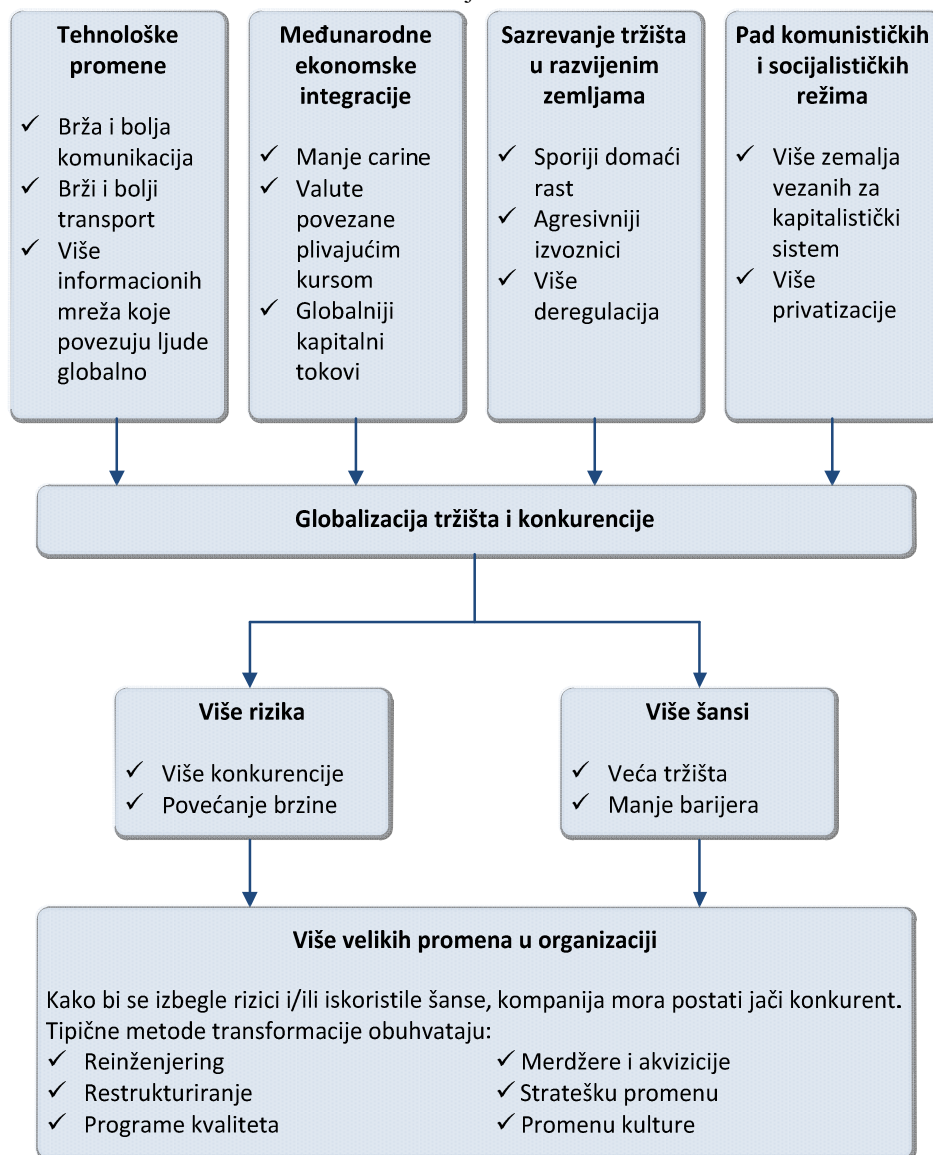 Tehnološke
promene
Brža i bolja
komunikacija
Brži i bolji
transport
Više
informacionih
mreža koje
povezuju ljude
globalno
Međunarodne
ekonomske
integracije
Manje carine
Valute
povezane
plivajućim
kursom
Globalniji
kapitalni
tokovi
Sazrevanje tržišta
u razvijenim
zemljama
Sporiji domaći
rast
Agresivniji
izvoznici
Više
deregulacija
Pad komunističkih
i socijalističkih
režima
Više zemalja
vezanih za
kapitalistički
sistem
Više
privatizacije
Globalizacija tržišta i konkurencije
Više rizika
Više konkurencije
Povećanje brzine
Više šansi
Veća tržišta
Manje barijera
Više velikih promena u organizaciji
Kako bi se izbegle rizici i/ili iskoristile šanse, kompanija mora postati jači konkurent.
Tipične metode transformacije obuhvataju:
Reinženjering
Restrukturiranje
Programe kvaliteta
Merdžere i akvizicije
Stratešku promenu
Promenu kulture